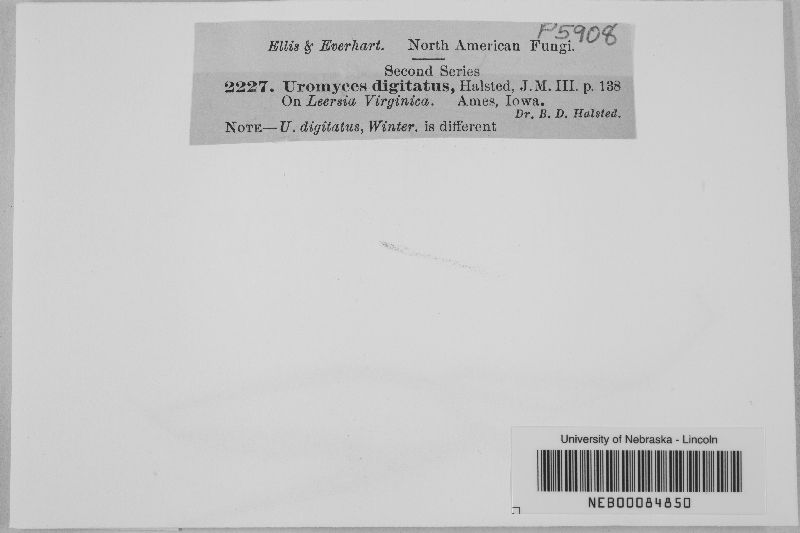 P5908
Ellis & Everhart. North American Fungi.
Second Series
2227. Uromyces digitatus, Halsted, J.M. III. p. 138
On Leersia Virginica. Ames, Iowa.
Dr. B. D. Halsted.
NOTE—U. digitatus, Winter. is different
University of Nebraska - Lincoln
NEB00084850